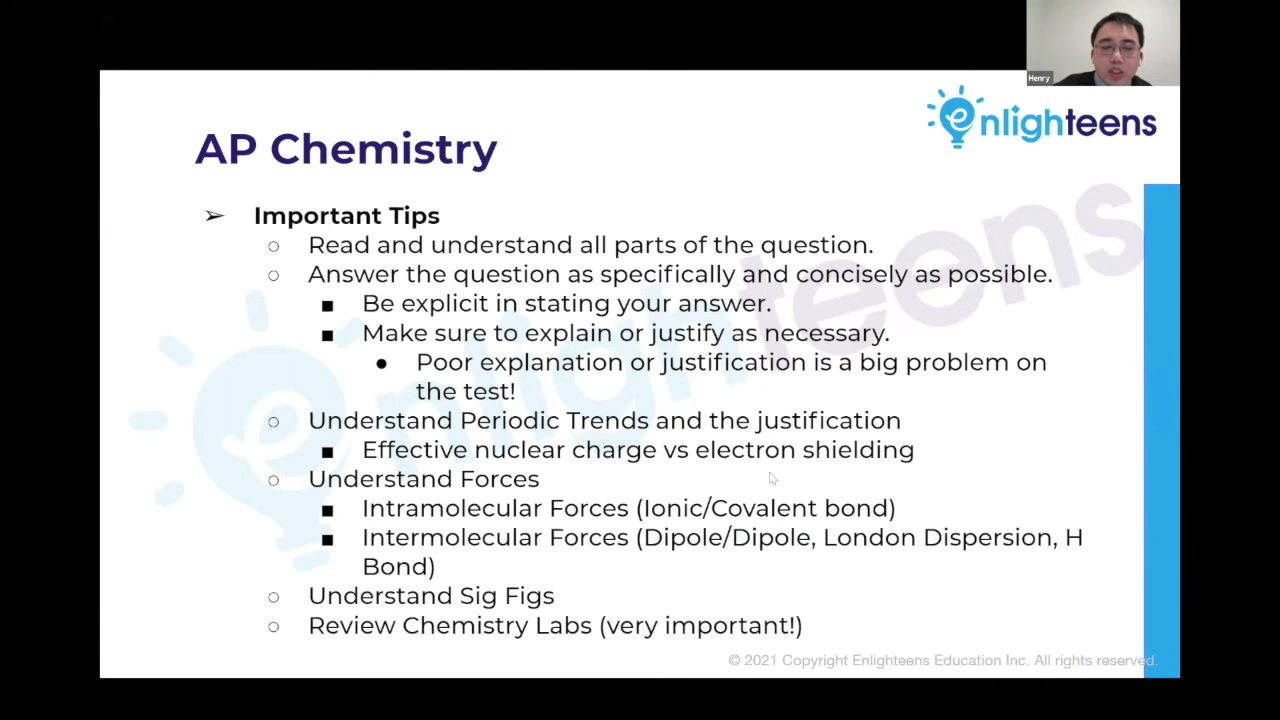 Henry
enlighteens
AP Chemistry
➢ Important Tips
○ Read and understand all parts of the question.
○ Answer the question as specifically and concisely as possible.
■ Be explicit in stating your answer.
■ Make sure to explain or justify as necessary.
● Poor explanation or justification is a big problem on
the test!
○ Understand Periodic Trends and the justification
■ Effective nuclear charge vs electron shielding
○ Understand Forces
■ Intramolecular Forces (Ionic/Covalent bond)
■ Intermolecular Forces (Dipole/Dipole, London Dispersion, H
Bond)
○ Understand Sig Figs
○ Review Chemistry Labs (very important!)
enlighteens
© 2021 Copyright Enlighteens Education Inc. All rights reserved.